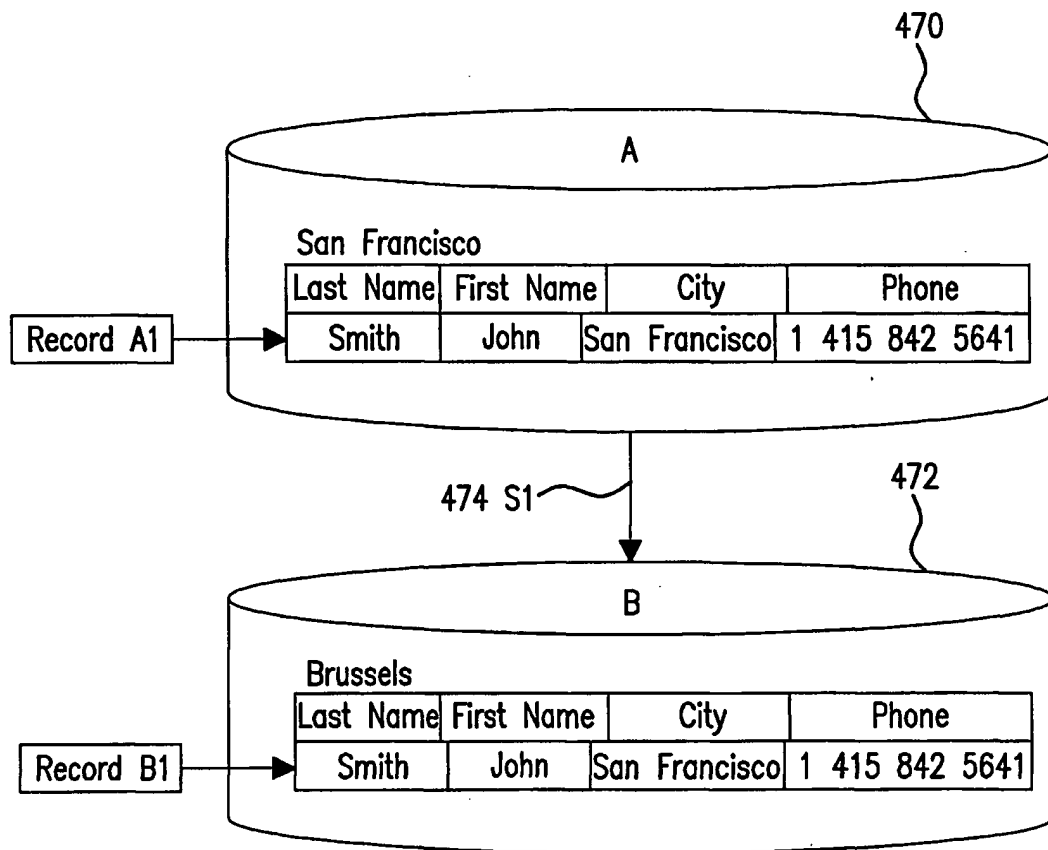 470
A
San Francisco
Last Name First Name City Phone
Record A1 Smith John San Francisco 1 415 842 5641
474 S1
472
B
Brussels
Last Name First Name City Phone
Record B1 Smith John San Francisco 1 415 842 5641